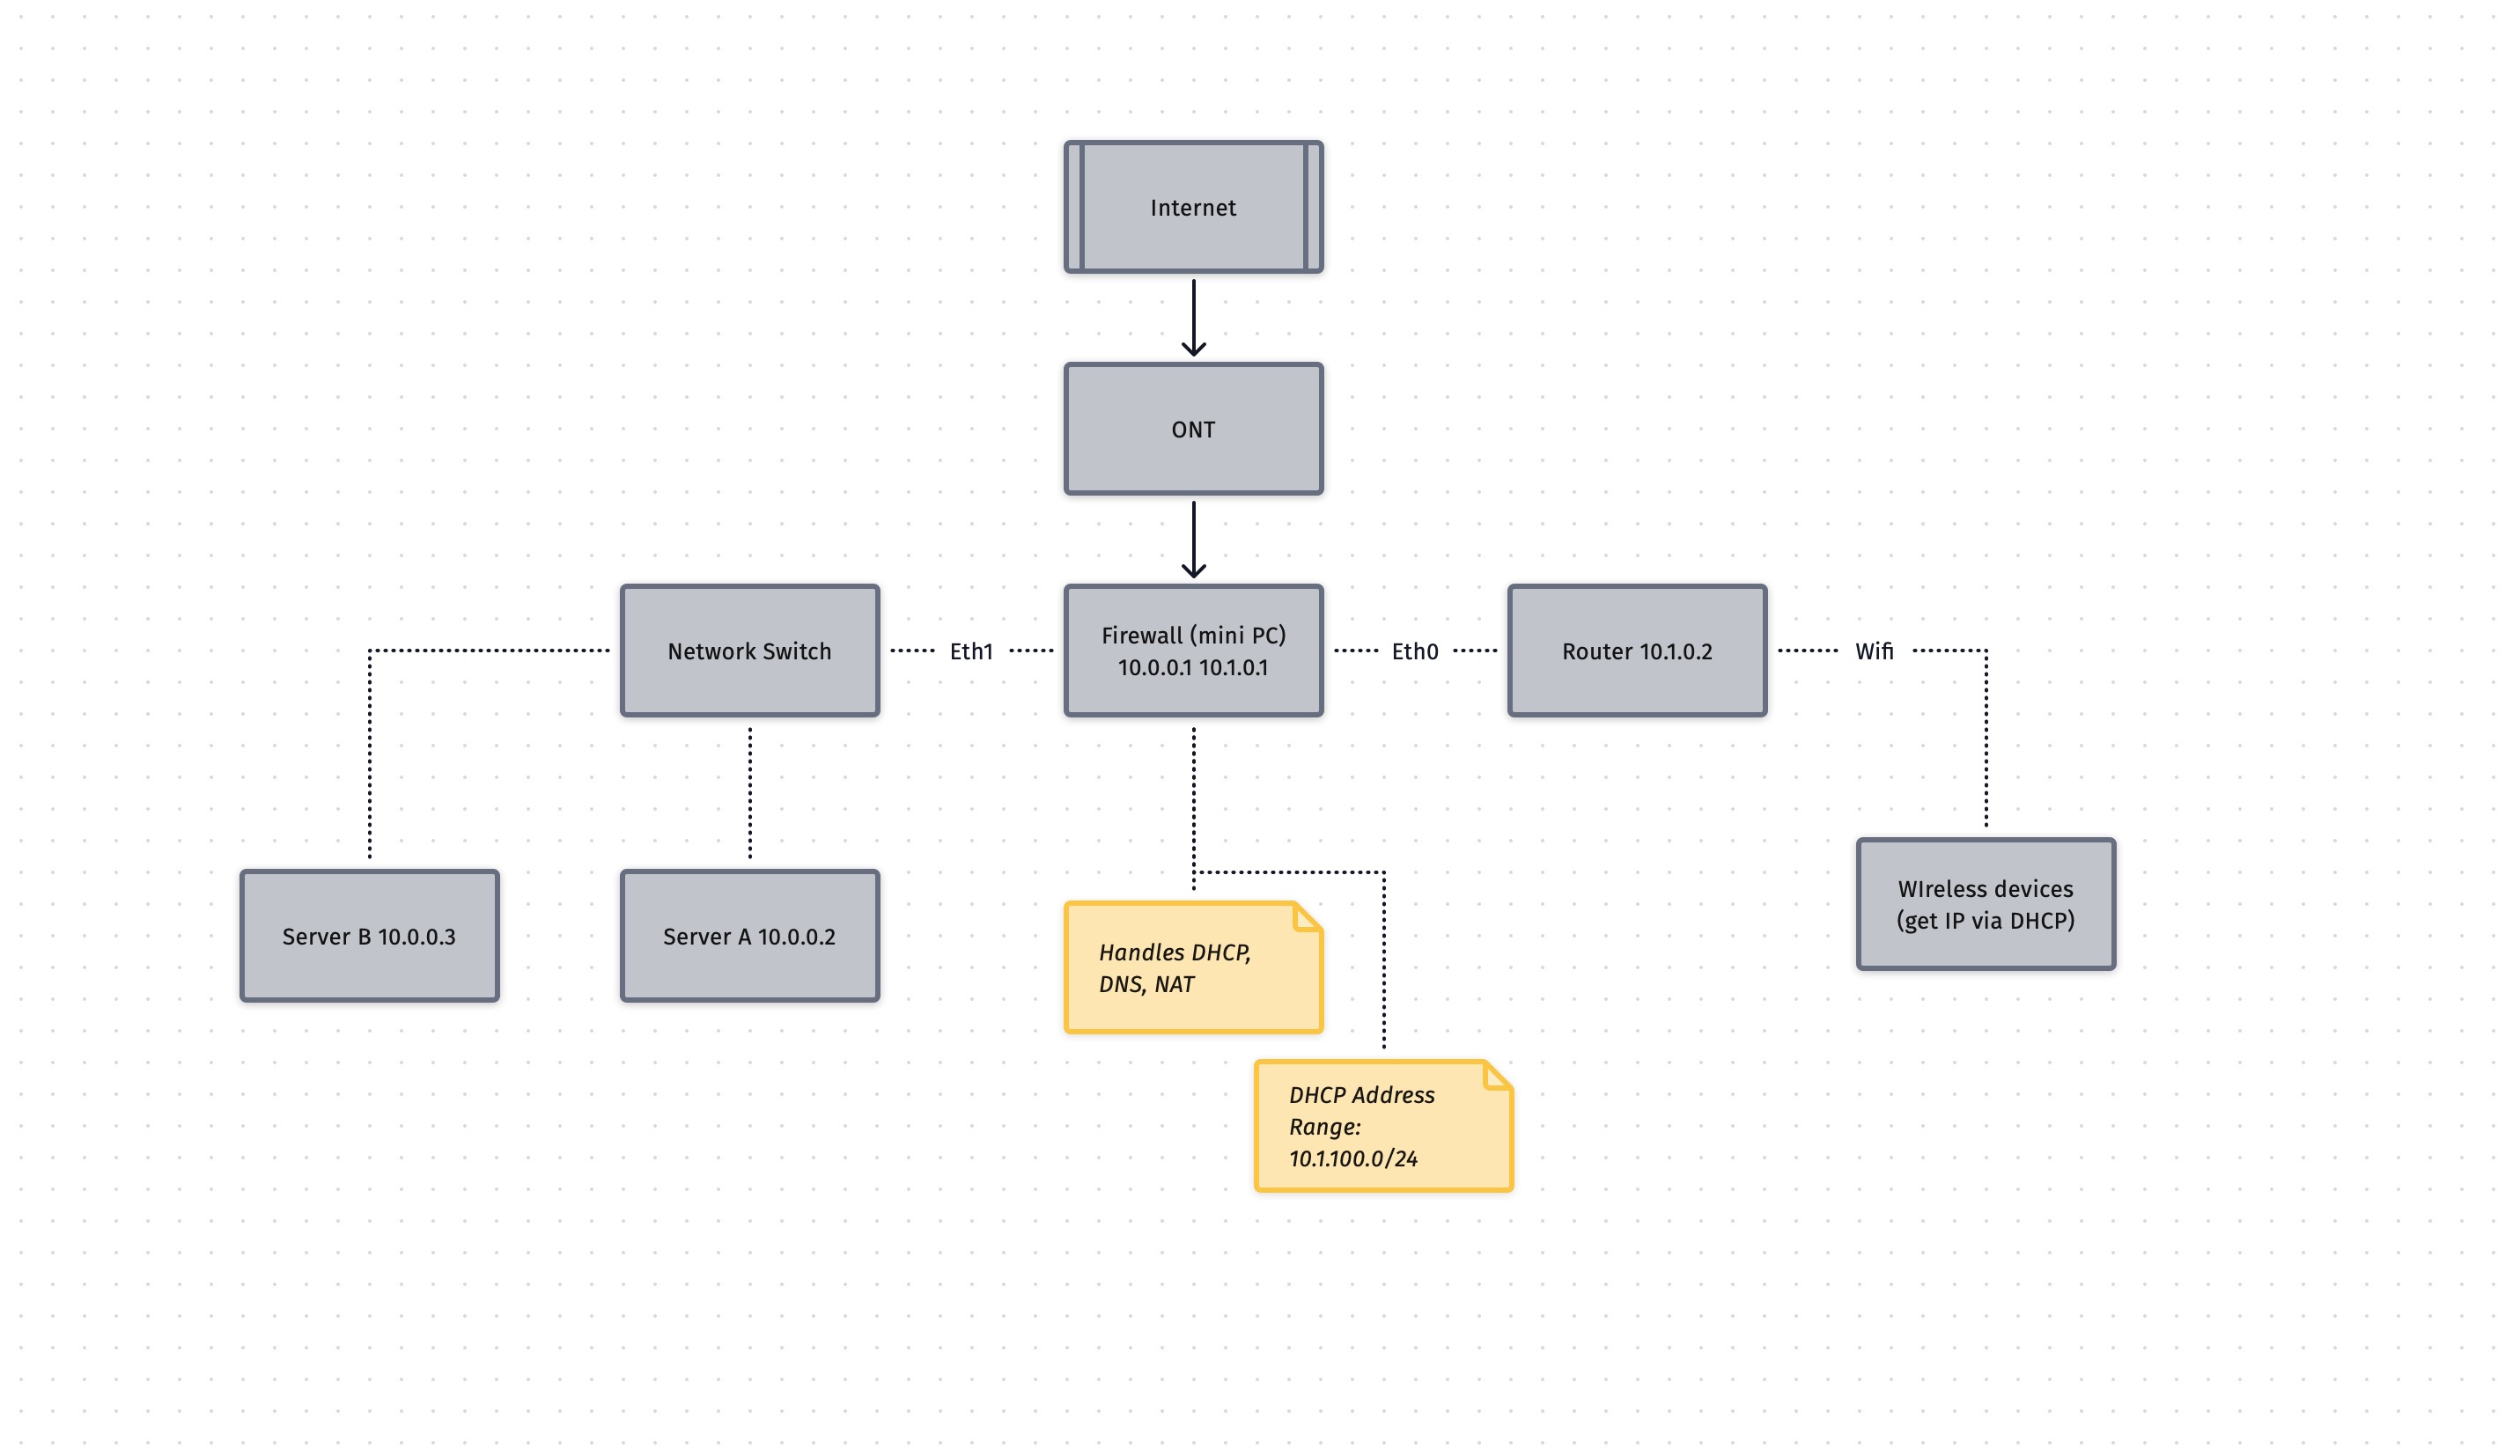 Internet
ONT
Network Switch
Eth1
Firewall (mini PC)
10.0.0.1 10.1.0.1
Eth0
Router 10.1.0.2
Wifi
Server B 10.0.0.3
Server A 10.0.0.2
Handles DHCP,
DNS, NAT
WIreless devices
(get IP via DHCP)
DHCP Address
Range:
10.1.100.0/24